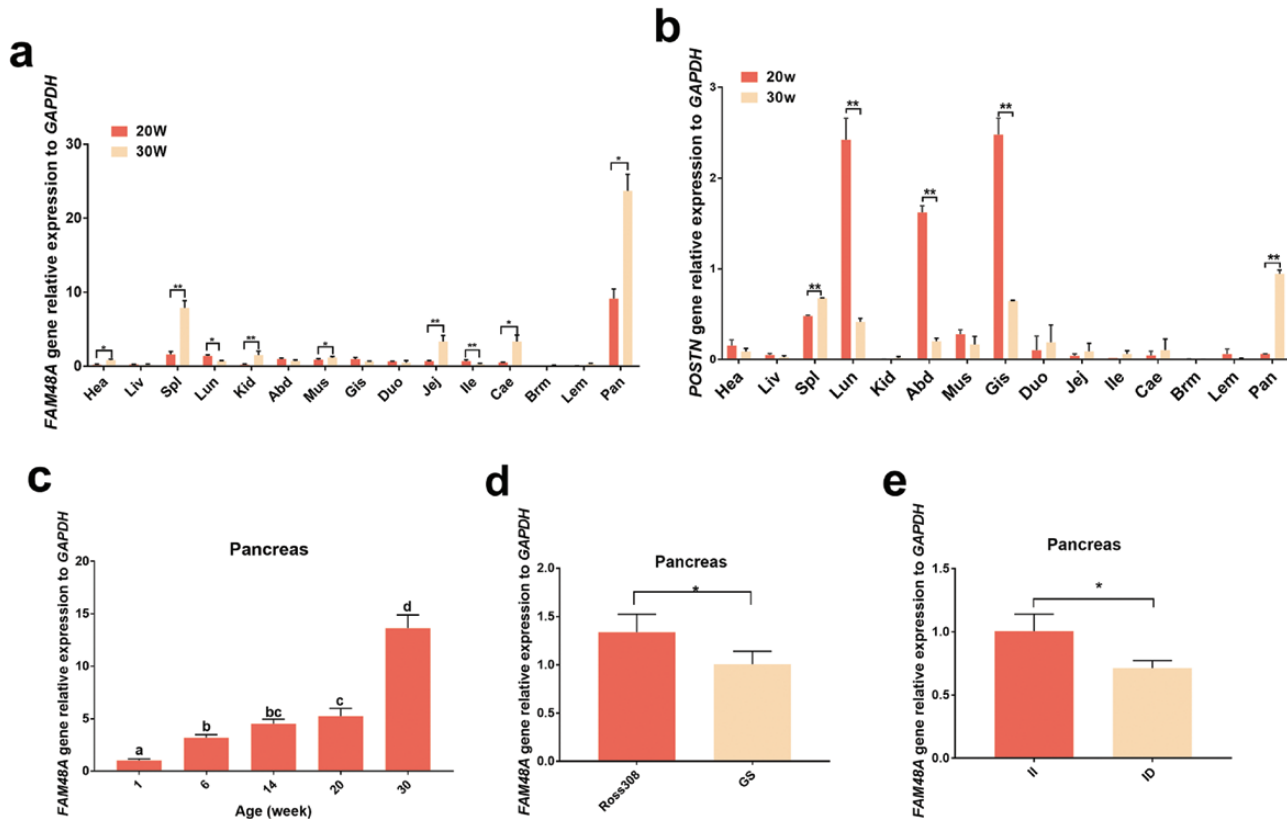 a
FAM48A gene relative expression to GAPDH
20W
30W
30
20
10
0
* ** * ** * ** ** * *
Hea Liv Spl Lun Kid Abd Mus Gis Duo Jej Ile Cae Brm Lem Pan
b
POSTN gene relative expression to GAPDH
20w
30w
3
2
1
0
** ** ** ** **
Hea Liv Spl Lun Kid Abd Mus Gis Duo Jej Ile Cae Brm Lem Pan
c
Pancreas
FAM48A gene relative expression to GAPDH
20
15
10
5
0
a b bc c d
1 6 14 20 30
Age (week)
d
Pancreas
FAM48A gene relative expression to GAPDH
2.0
1.5
1.0
0.5
0.0
*
Ross308 GS
e
Pancreas
FAM48A gene relative expression to GAPDH
1.5
1.0
0.5
0.0
*
II ID